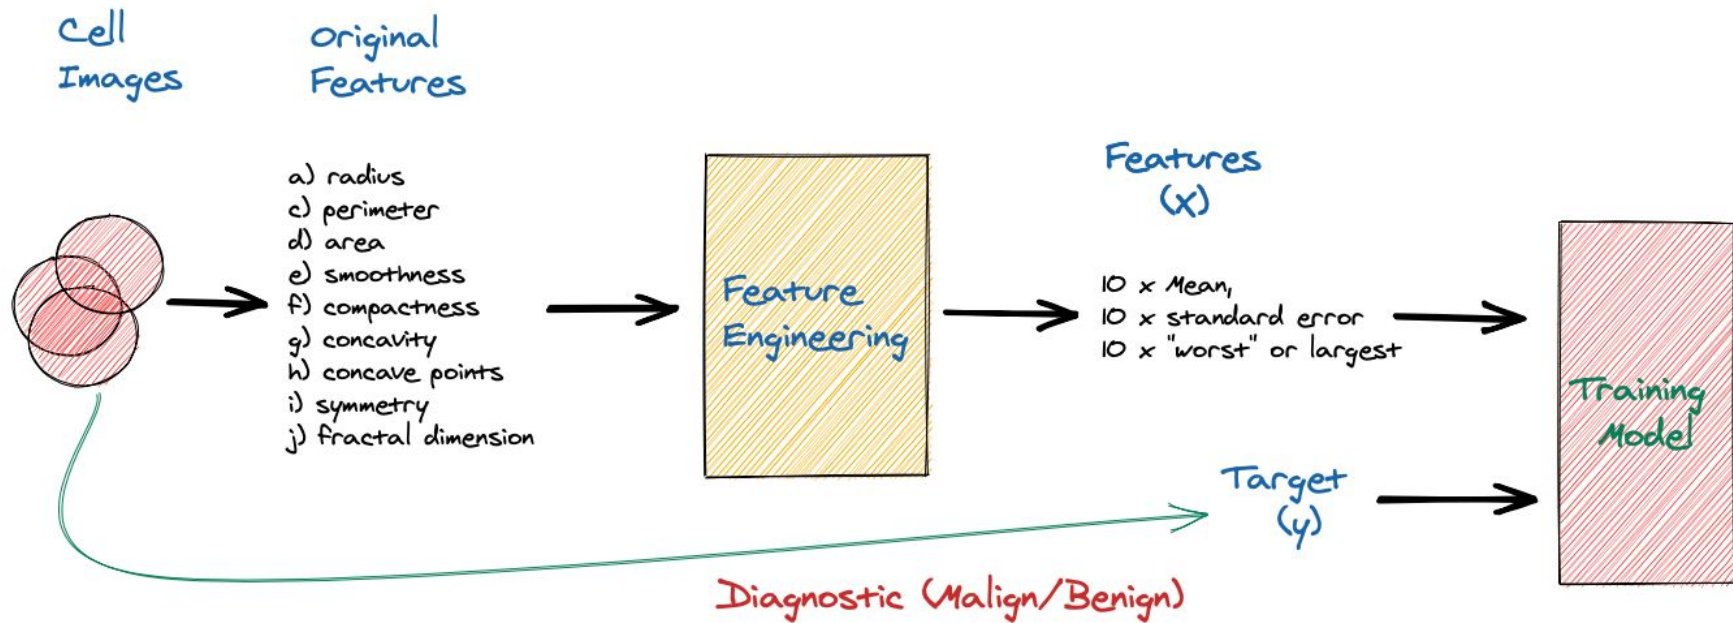 Cell
Images
Original
Features
a) radius
c) perimeter
d) area
e) smoothness
f) compactness
g) concavity
h) concave points
i) symmetry
j) fractal dimension
Feature
Engineering
Features
(x)
10 x Mean,
10 x standard error
10 x "worst" or largest
Target
(y)
Training
Model
Diagnostic (Malign/Benign)